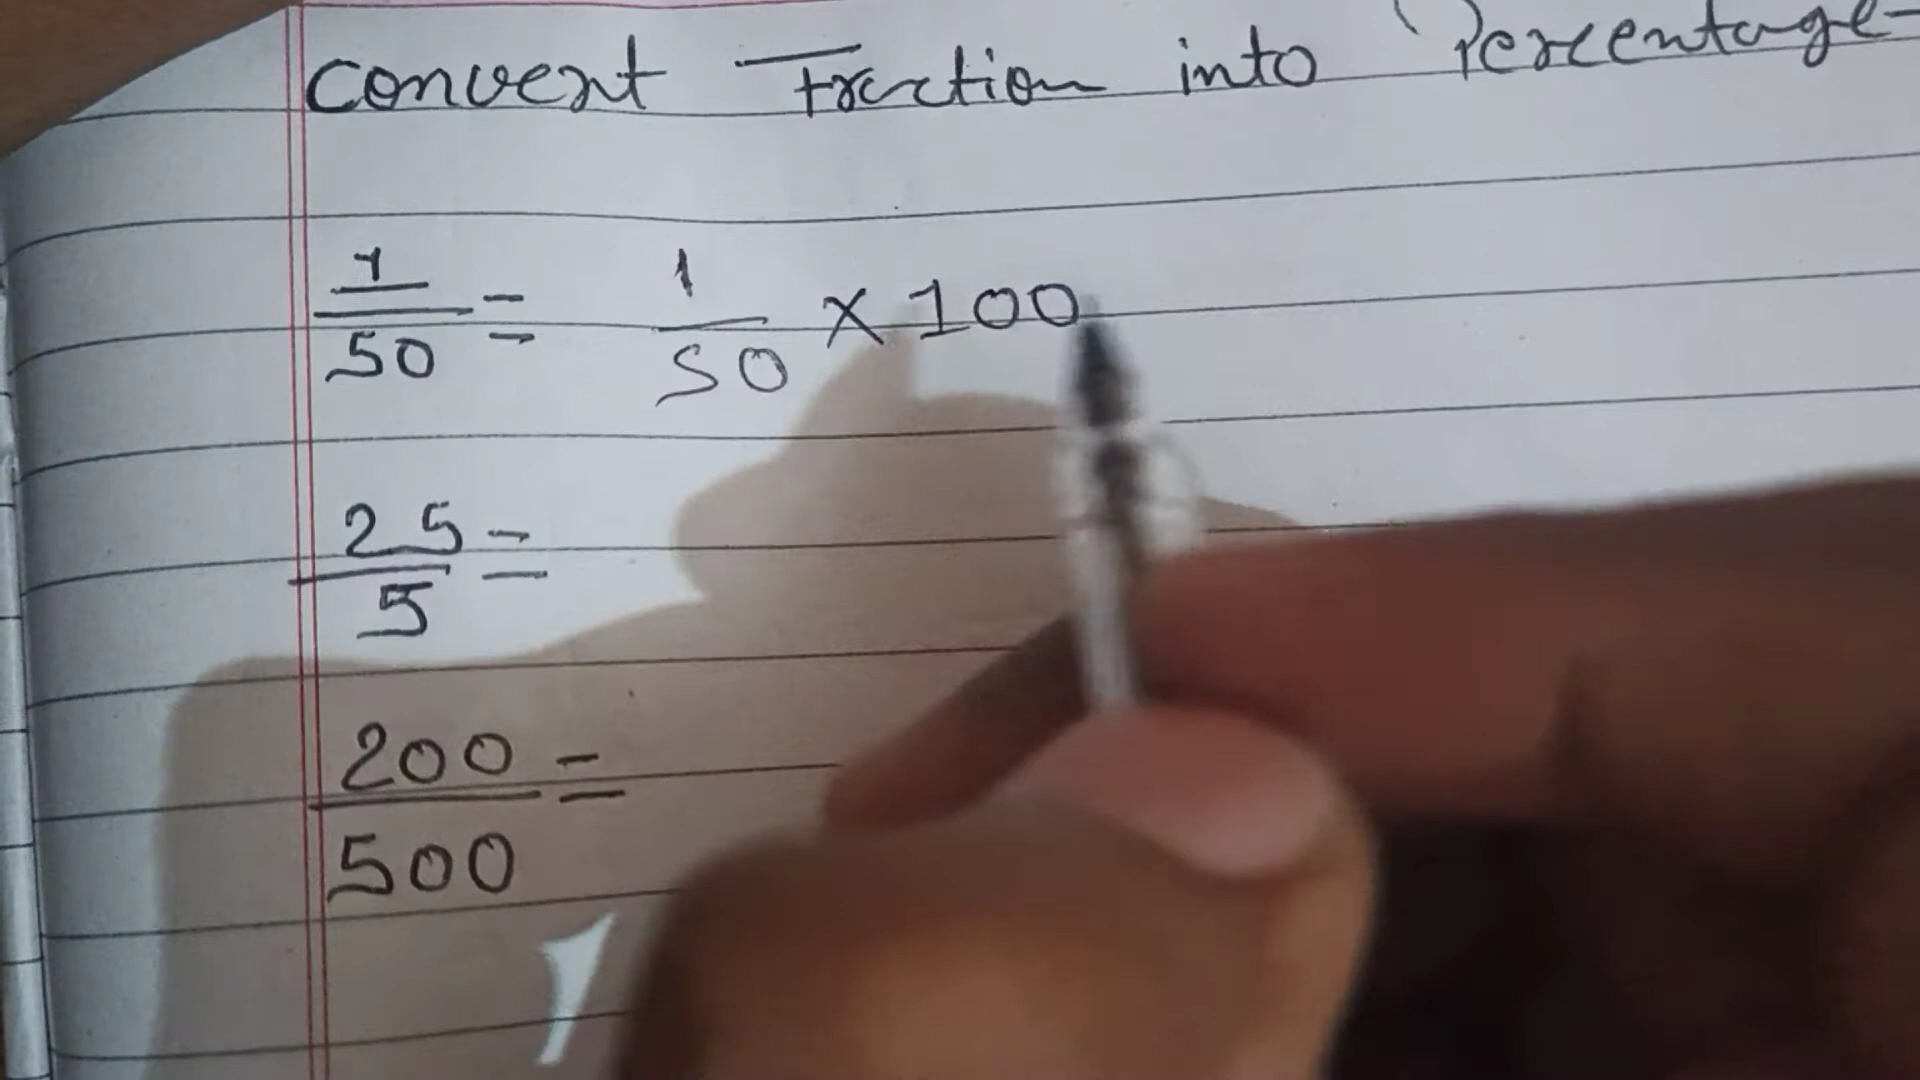 Convert Fraction into Percentage
1/50 = 1/50 × 100
25/5 =
200/500 =